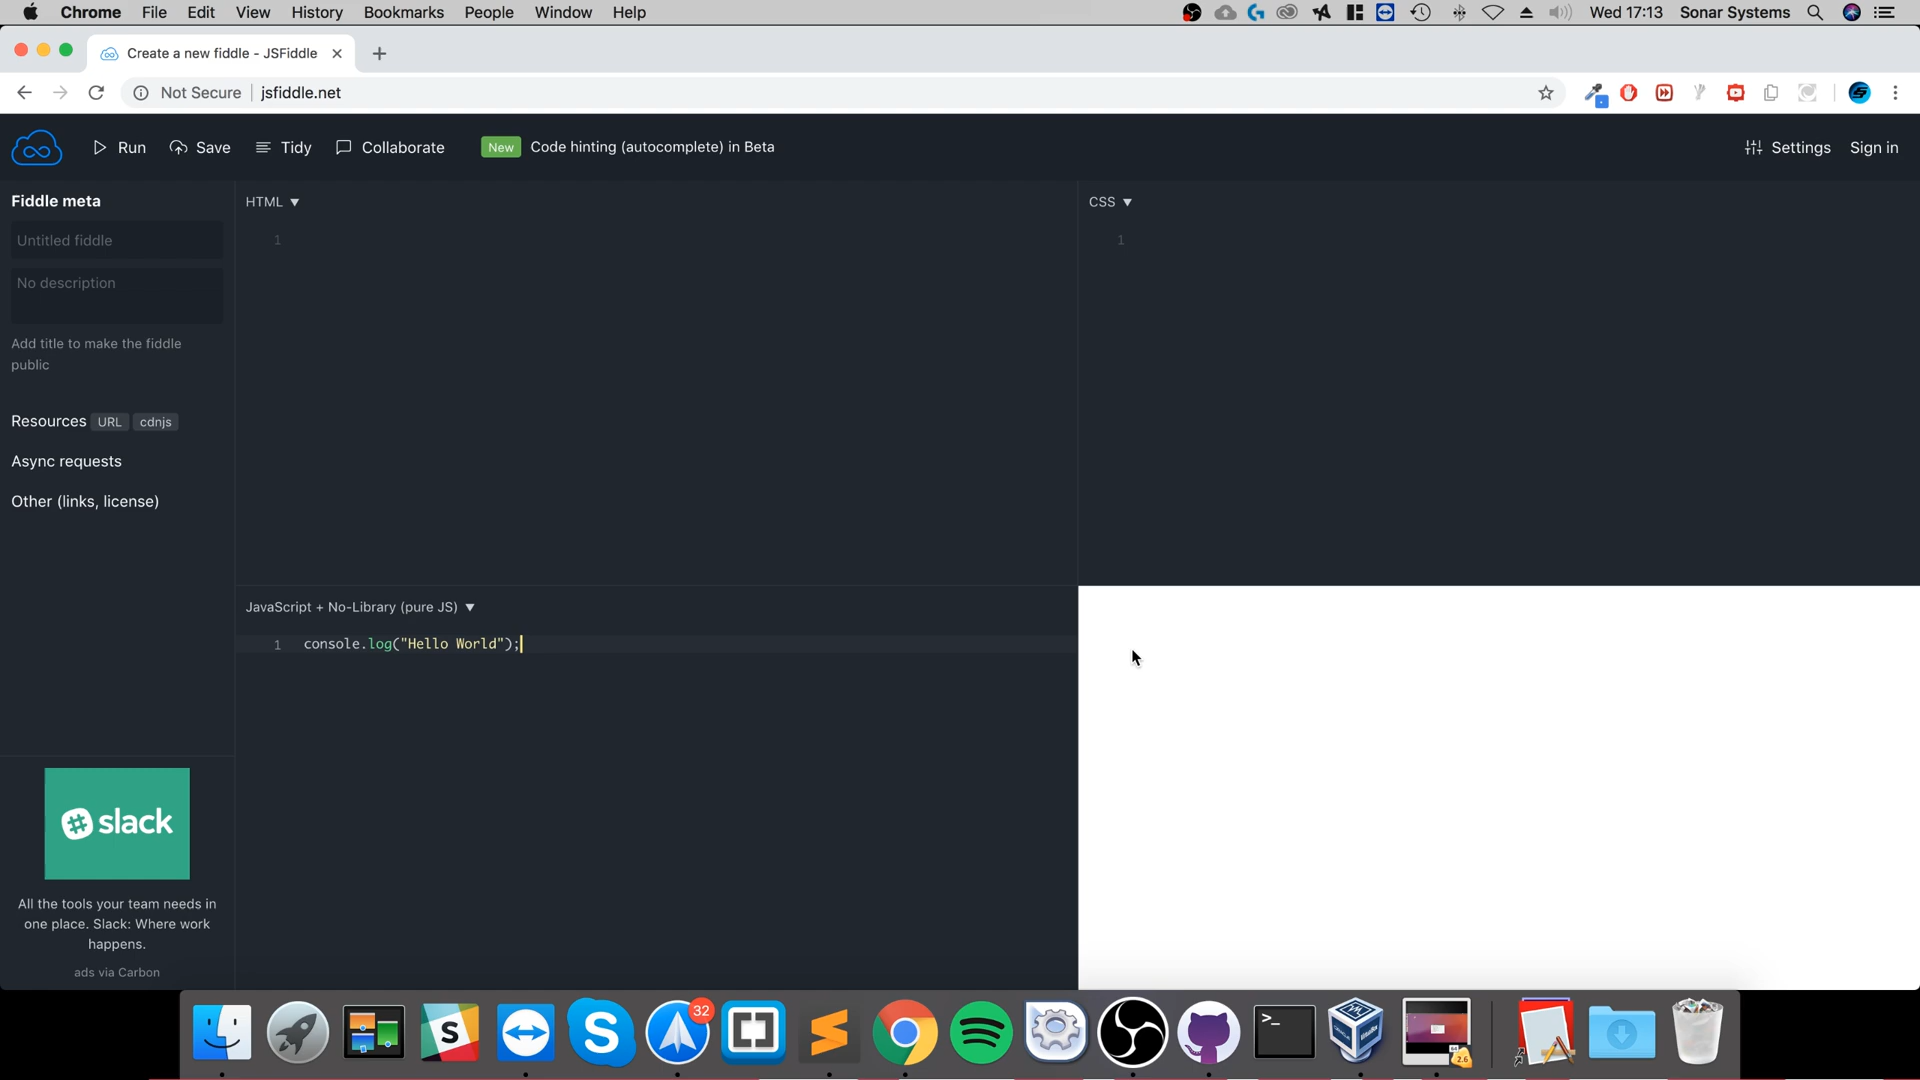 Chrome File Edit View History Bookmarks People Window Help Wed 17:13 Sonar Systems
Create a new fiddle - JSFiddle
Not Secure jsfiddle.net
Run Save Tidy Collaborate New Code hinting (autocomplete) in Beta Settings Sign in
Fiddle meta
Untitled fiddle
No description
Add title to make the fiddle
public
Resources URL cdnjs
Async requests
Other (links, license)
HTML
1
CSS
1
JavaScript + No-Library (pure JS)
1 console.log("Hello World");
slack
All the tools your team needs in
one place. Slack: Where work
happens.
ads via Carbon
S
S
32
>_
2.6